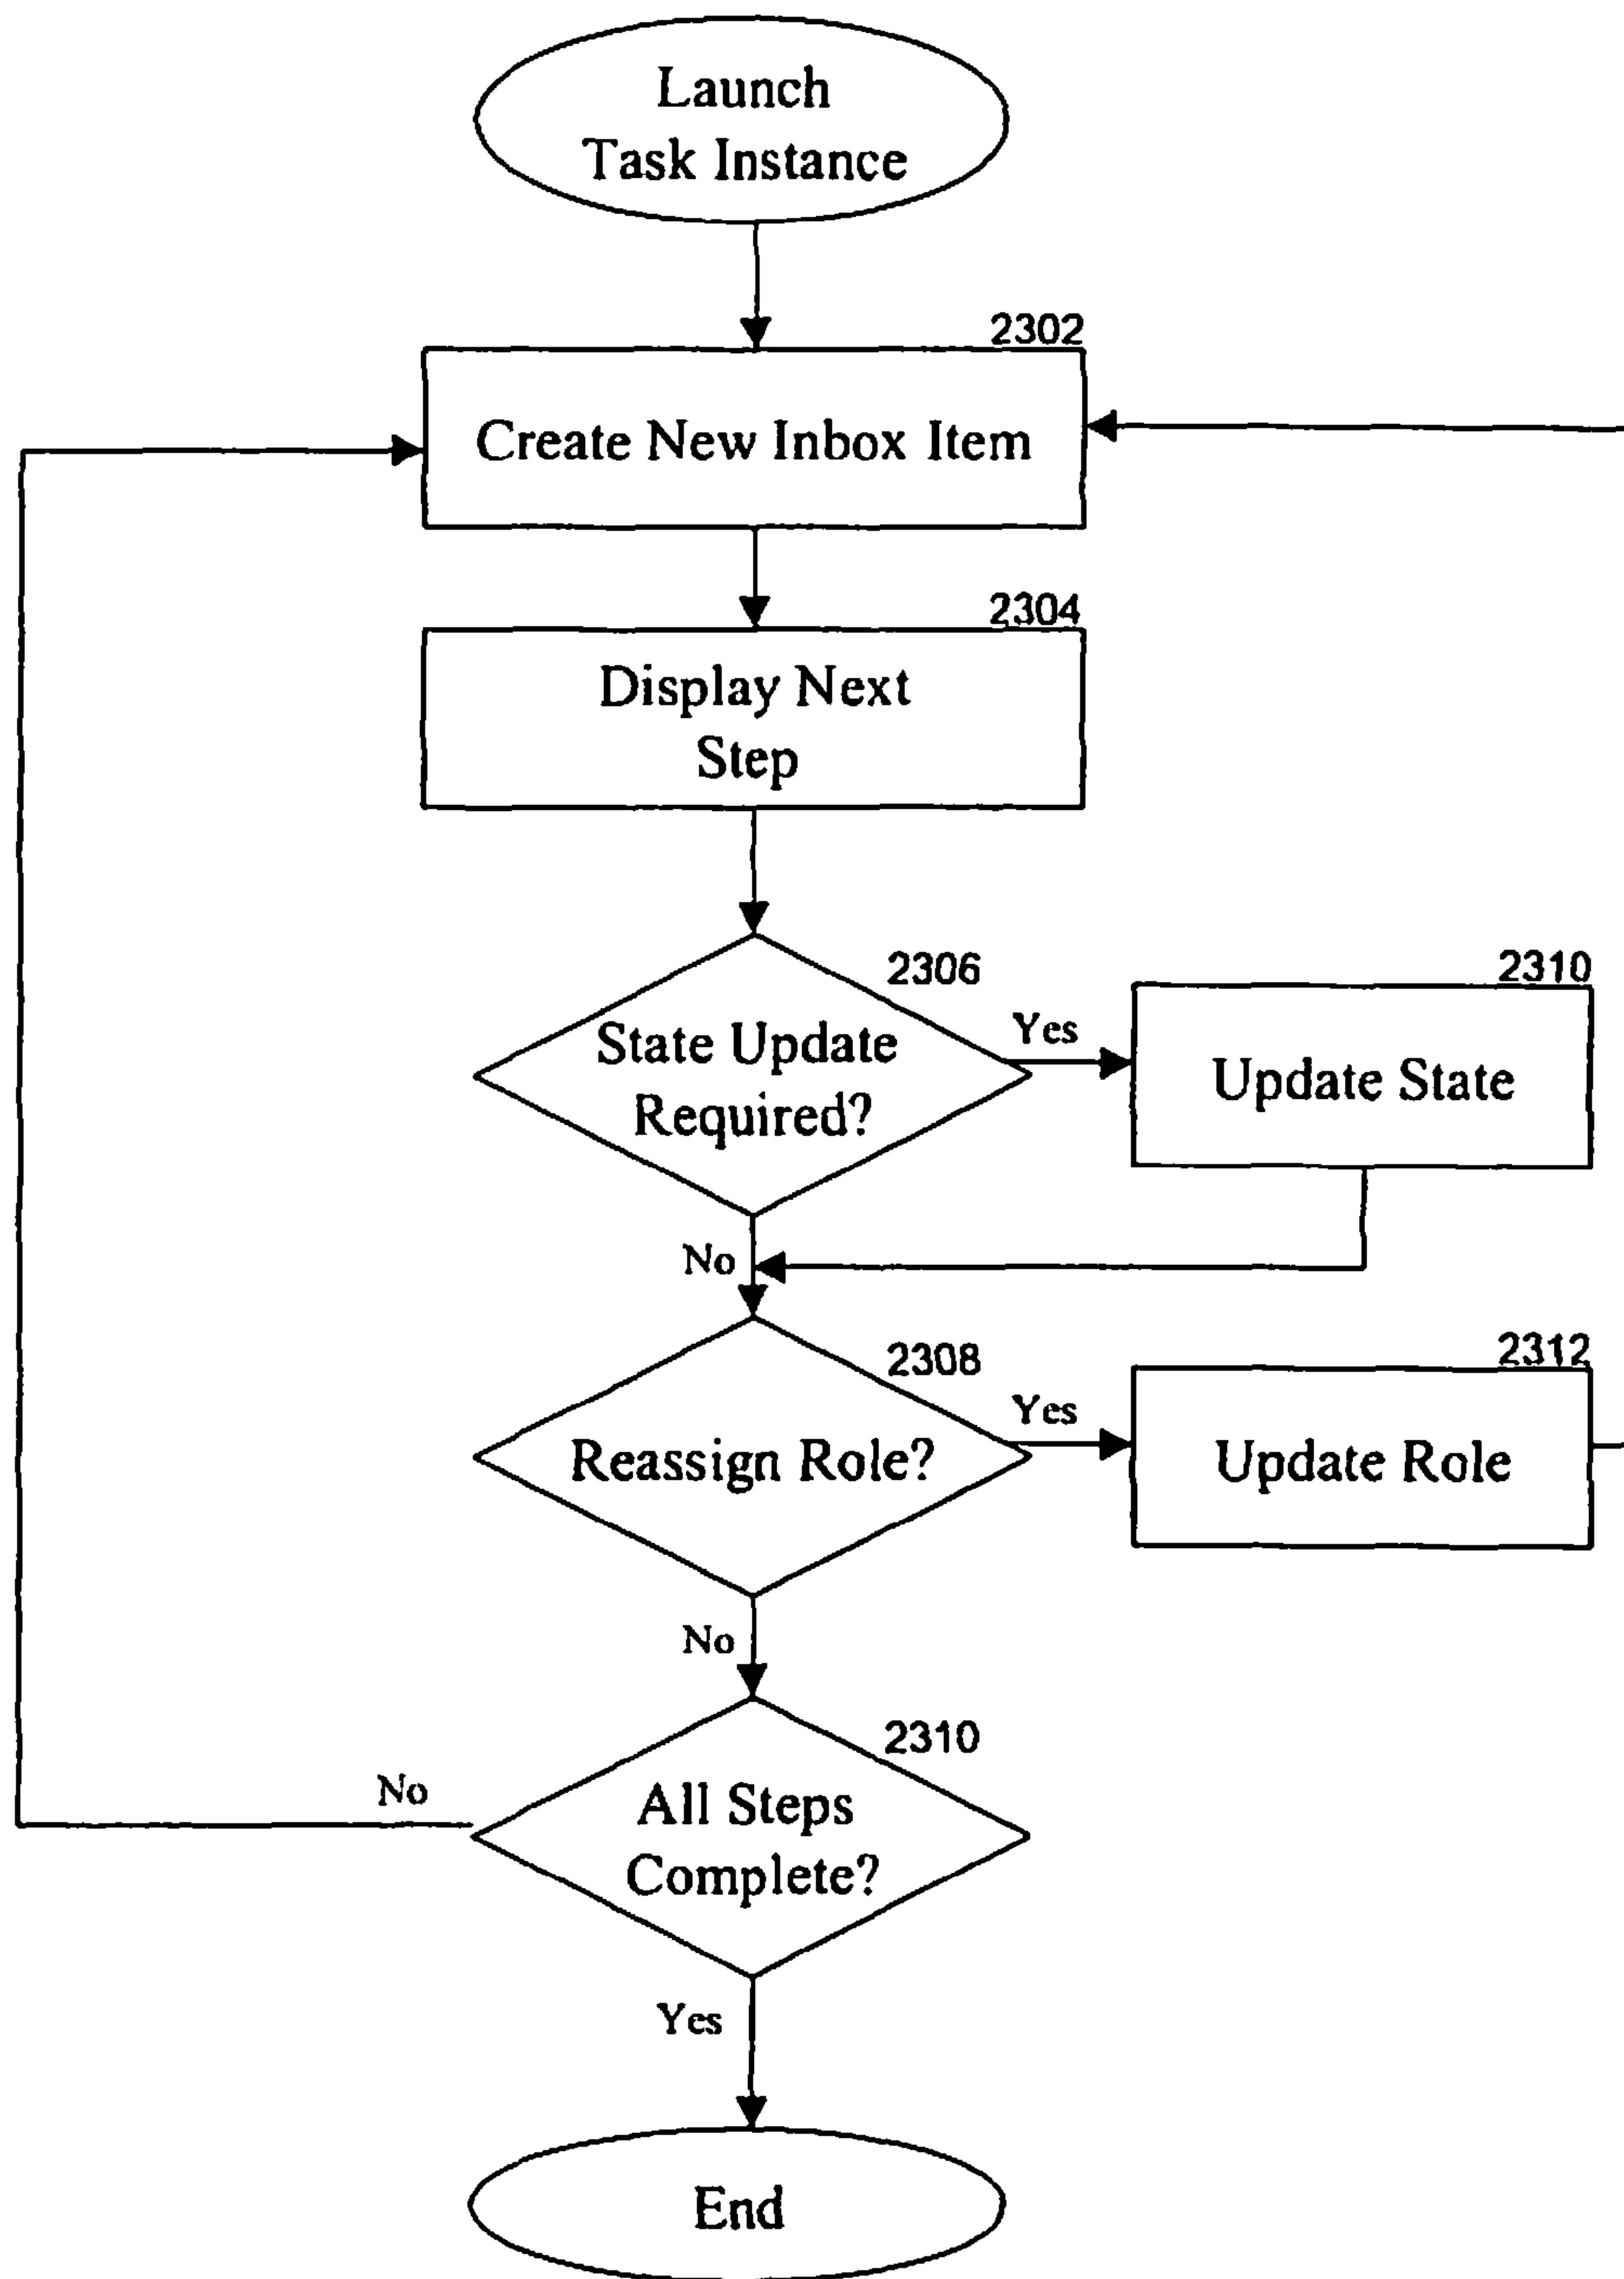 Launch
Task Instance
2302
Create New Inbox Item
2304
Display Next
Step
2306
State Update
Required?
Yes
2310
Update State
No
2308
Reassign Role?
Yes
2312
Update Role
No
2310
All Steps
Complete?
No
Yes
End